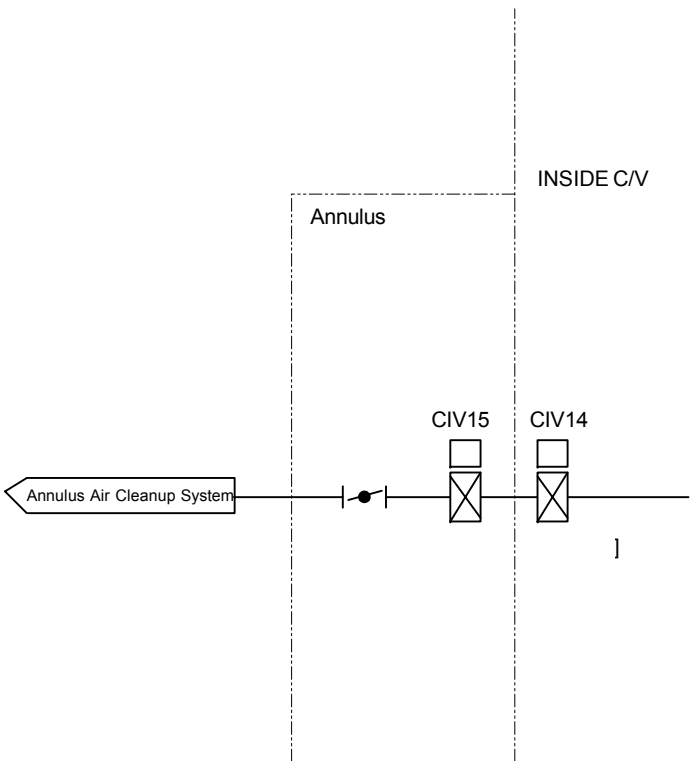 INSIDE C/V
Annulus
CIV15
CIV14
Annulus Air Cleanup System
]